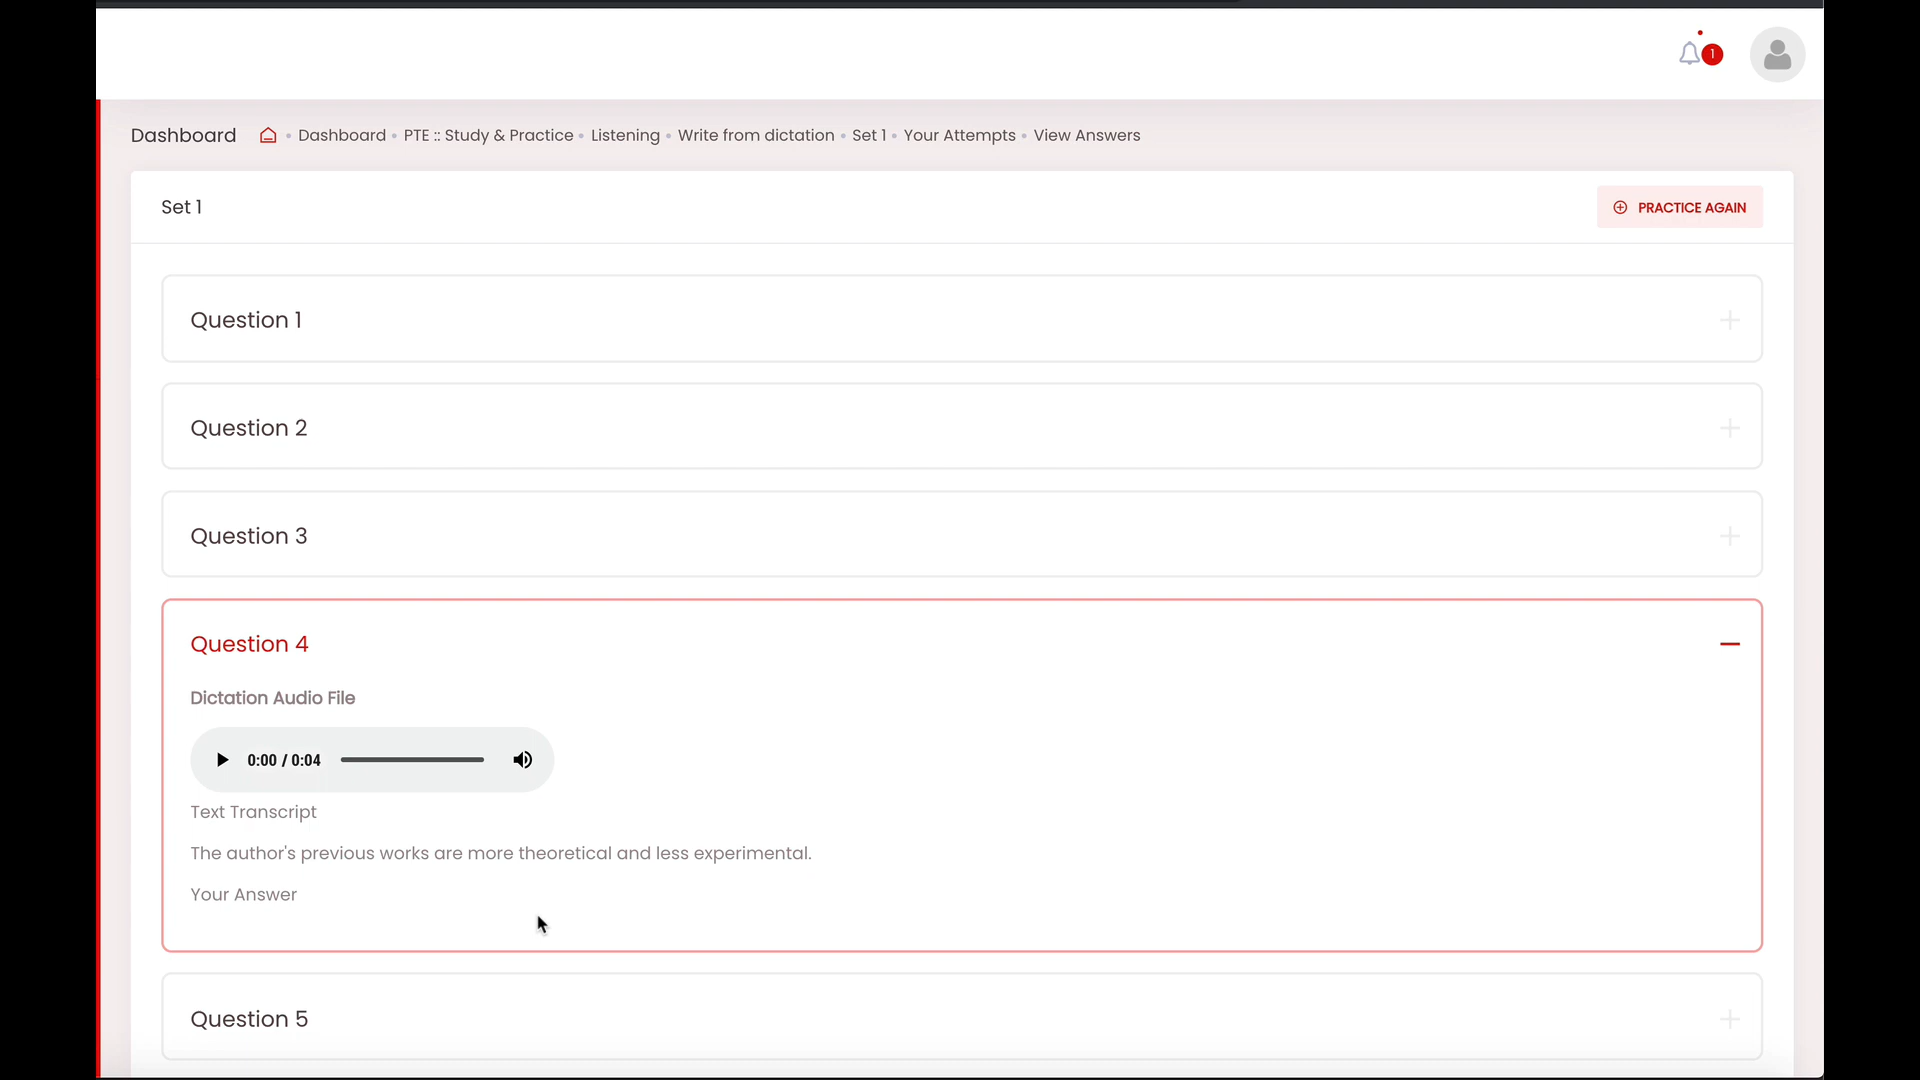 1
Dashboard Dashboard PTE :: Study & Practice Listening Write from dictation Set 1 Your Attempts View Answers
Set 1
PRACTICE AGAIN
Question 1
Question 2
Question 3
Question 4
Dictation Audio File
0:00 / 0:04
Text Transcript
The author's previous works are more theoretical and less experimental.
Your Answer
Question 5